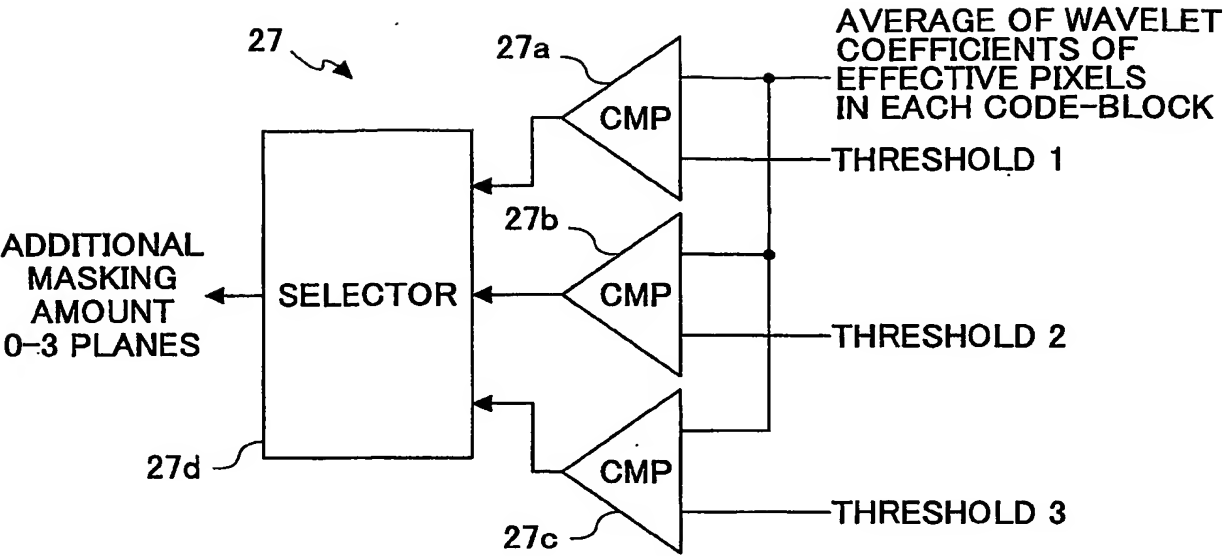 27
27a
AVERAGE OF WAVELET
COEFFICIENTS OF
EFFECTIVE PIXELS
IN EACH CODE-BLOCK
CMP
THRESHOLD 1
27b
ADDITIONAL
MASKING
AMOUNT
0-3 PLANES
SELECTOR
CMP
THRESHOLD 2
27d
CMP
THRESHOLD 3
27c